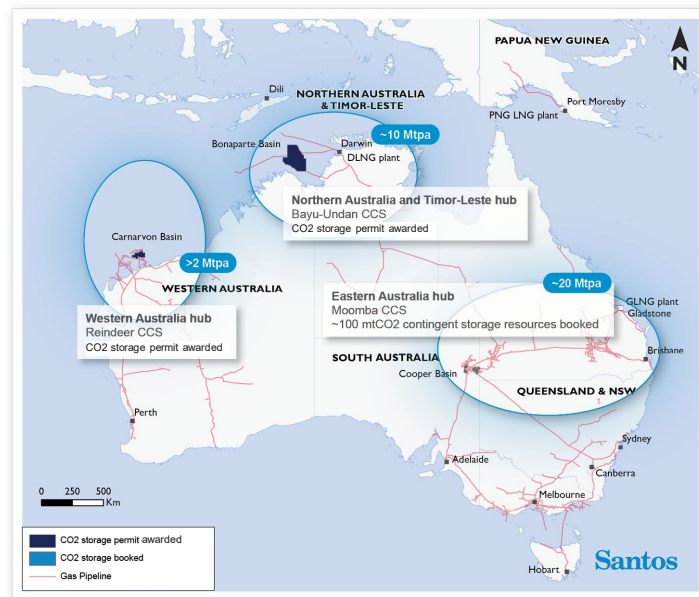 PAPUA NEW GUINEA
N
Dili
NORTHERN AUSTRALIA
& TIMOR-LESTE
Port Moresby
PNG LNG plant
~10 Mtpa
Bonaparte Basin
Darwin
DLNG plant
Northern Australia and Timor-Leste hub
Bayu-Undan CCS
CO2 storage permit awarded
Carnarvon Basin
>2 Mtpa
WESTERN AUSTRALIA
~20 Mtpa
Eastern Australia hub
Moomba CCS
~100 mtCO2 contingent storage resources booked
GLNG plant
Gladstone
Western Australia hub
Reindeer CCS
CO2 storage permit awarded
SOUTH AUSTRALIA
Cooper Basin
Brisbane
QUEENSLAND & NSW
Perth
Sydney
Adelaide
Canberra
Melbourne
0 250 500
Km
CO2 storage permit awarded
CO2 storage booked
Gas Pipeline
Hobart
Santos